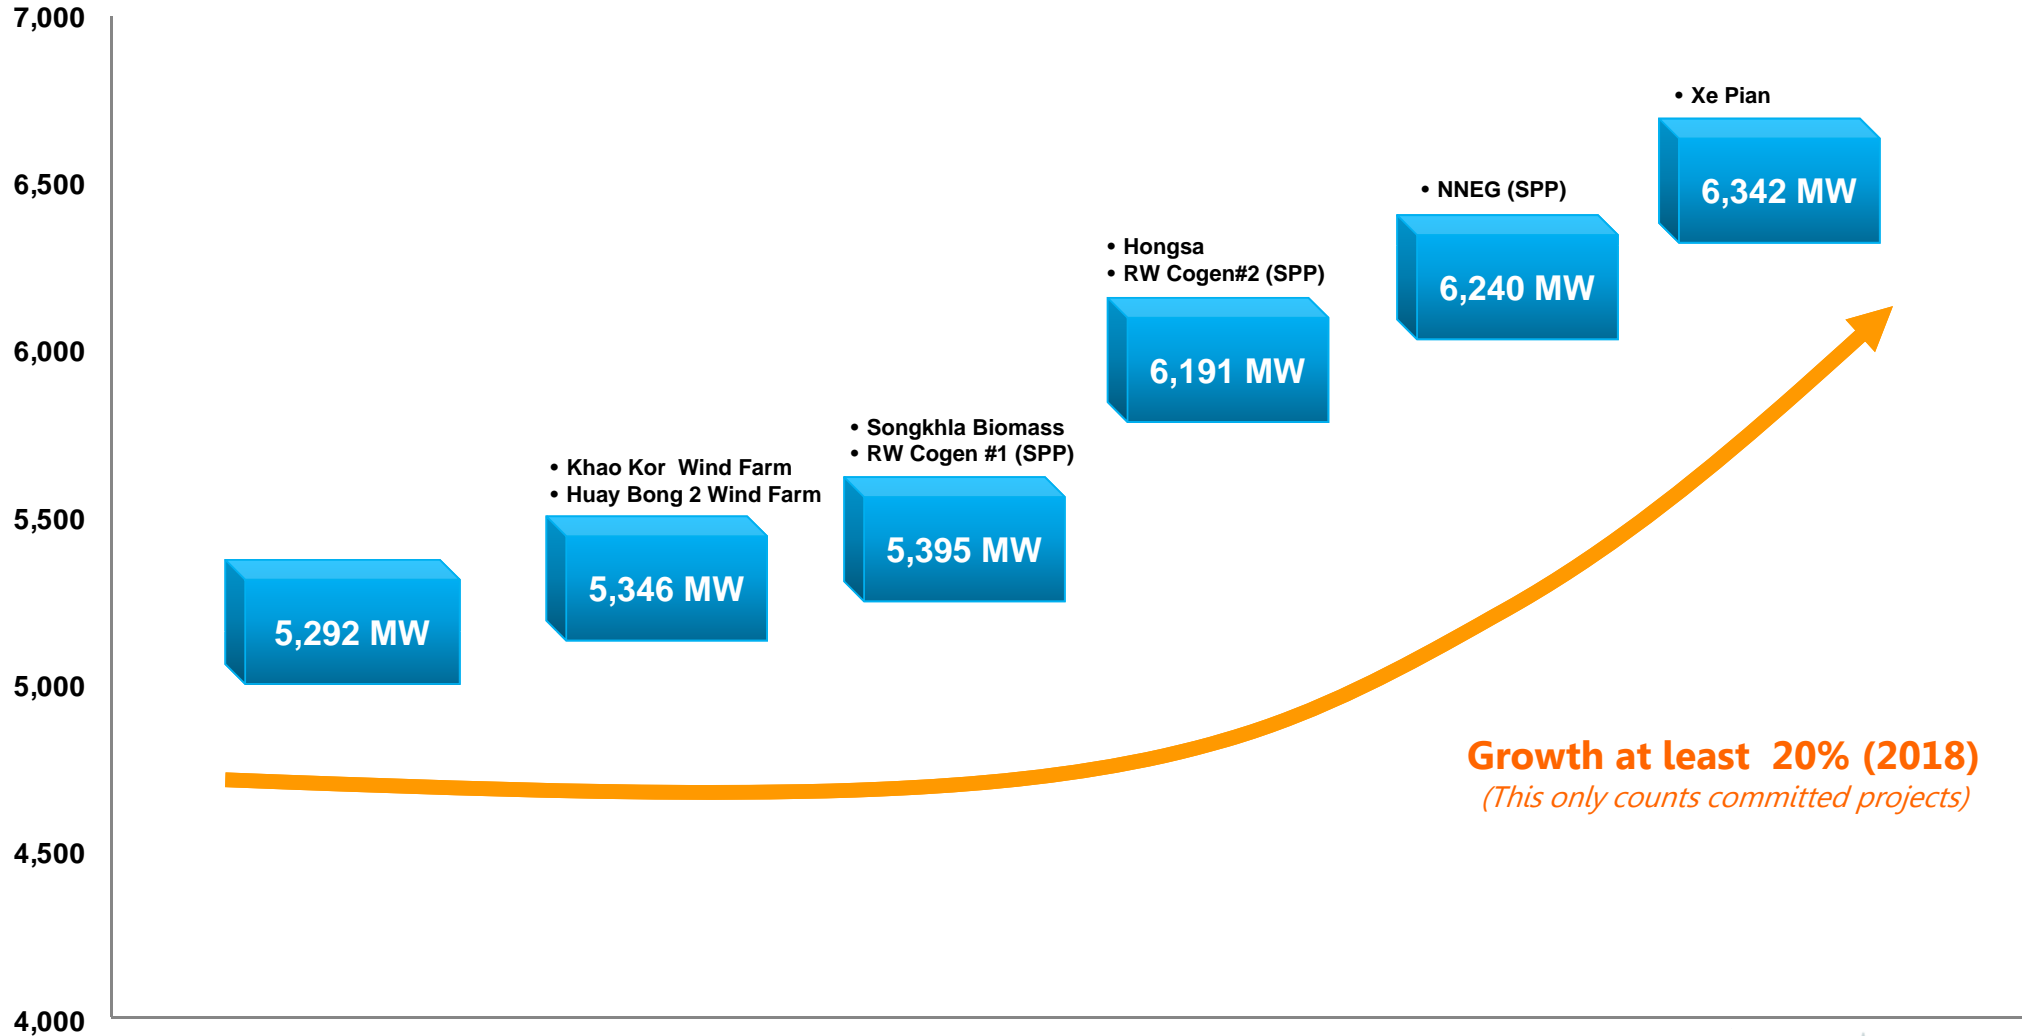 7,000
6,500
6,000
5,500
5,000
4,500
4,000
5,292 MW
• Khao Kor  Wind Farm
• Huay Bong 2 Wind Farm
5,346 MW
• Songkhla Biomass
• RW Cogen #1 (SPP)
5,395 MW
• Hongsa
• RW Cogen#2 (SPP)
6,191 MW
• NNEG (SPP)
6,240 MW
• Xe Pian
6,342 MW
Growth at least  20% (2018)
(This only counts committed projects)